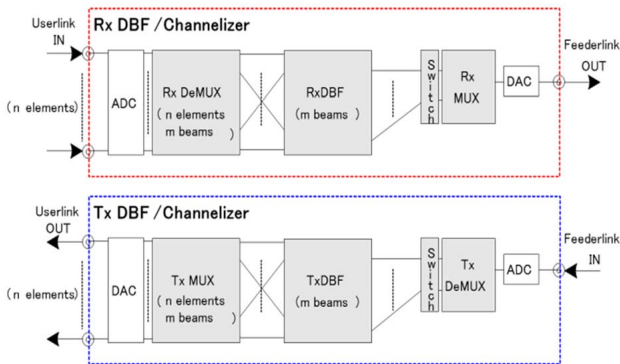 Rx DBF /Channelizer
Userlink
IN
(n elements)
ADC
Rx DeMUX
( n elements
m beams )
RxDBF
(m beams )
Switch
Rx
MUX
DAC
Feederlink
OUT
Tx DBF /Channelizer
Userlink
OUT
(n elements)
DAC
Tx MUX
( n elements
m beams )
TxDBF
(m beams )
Switch
Tx
DeMUX
ADC
Feederlink
IN